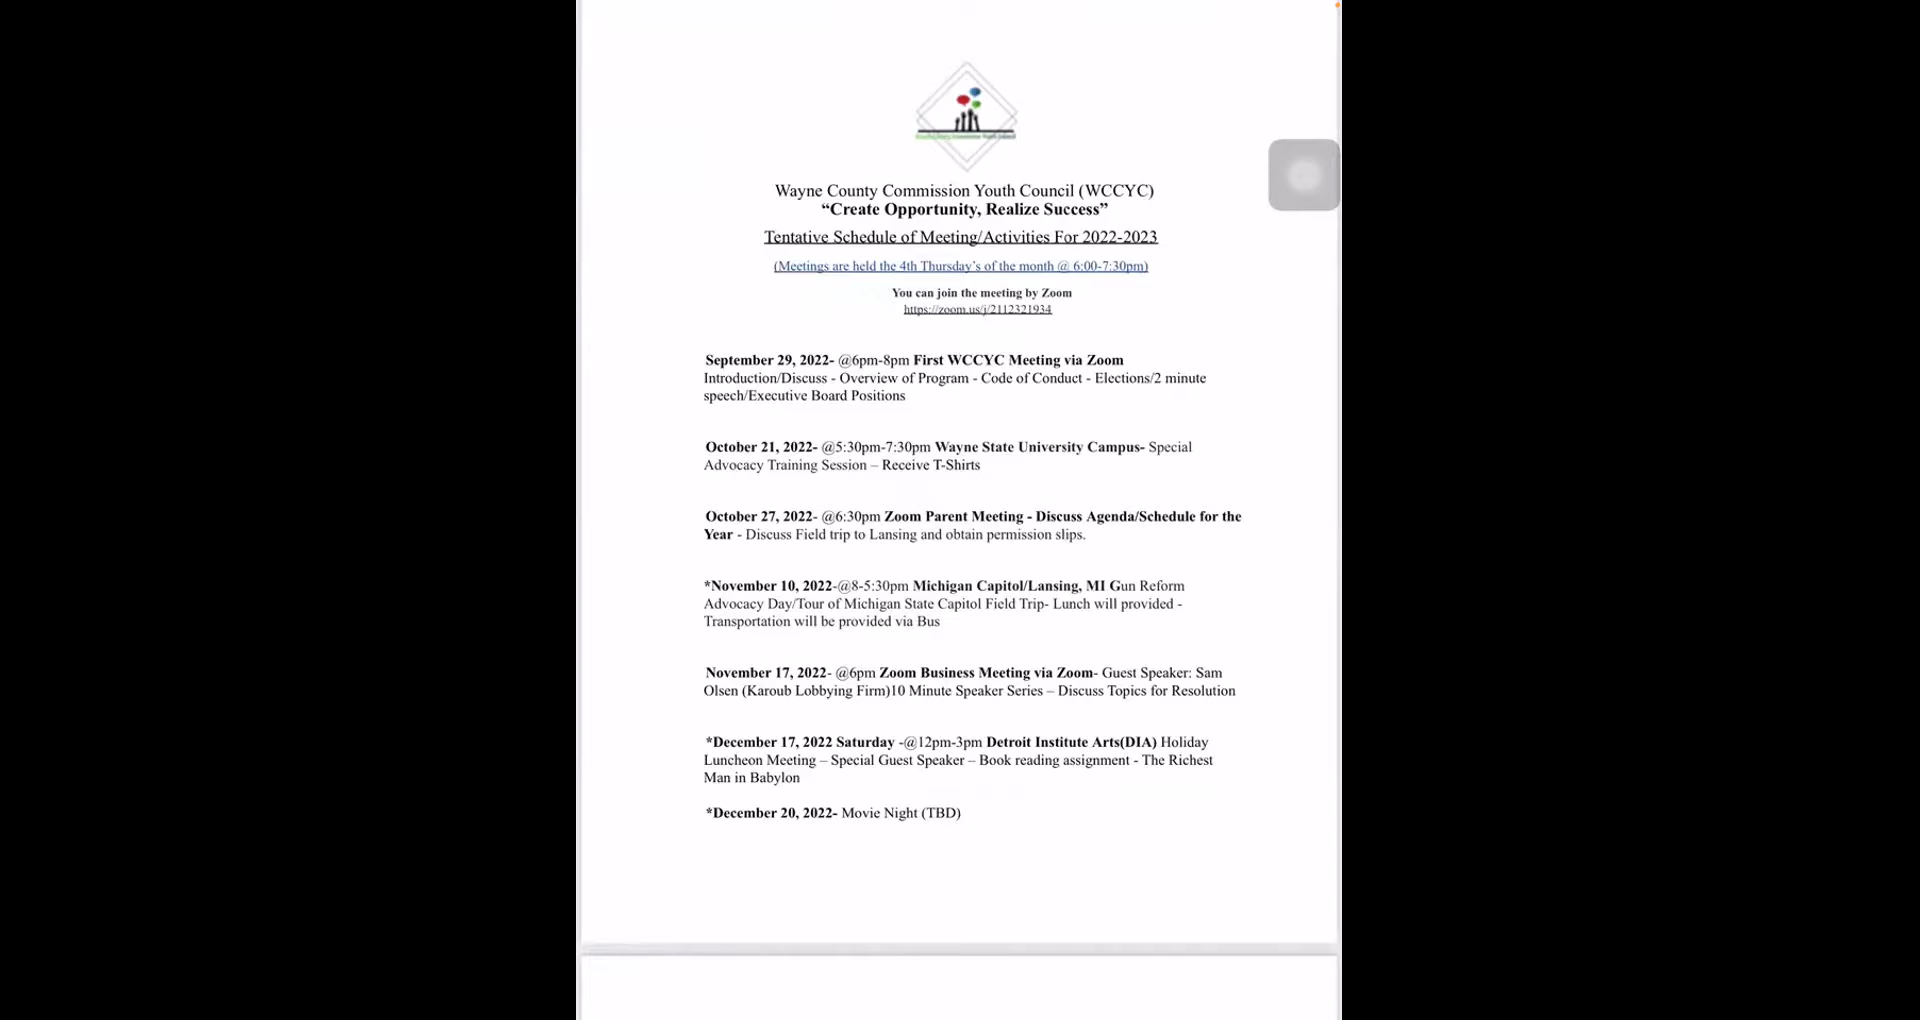 Wayne County Commission Youth Council (WCCYC)
“Create Opportunity, Realize Success”
Tentative Schedule of Meeting/Activities For 2022-2023
(Meetings are held the 4th Thursday’s of the month @ 6:00-7:30pm)
You can join the meeting by Zoom
https://zoom.us/j/2112321934
September 29, 2022- @6pm-8pm First WCCYC Meeting via Zoom
Introduction/Discuss - Overview of Program - Code of Conduct - Elections/2 minute
speech/Executive Board Positions
October 21, 2022- @5:30pm-7:30pm Wayne State University Campus- Special
Advocacy Training Session – Receive T-Shirts
October 27, 2022- @6:30pm Zoom Parent Meeting - Discuss Agenda/Schedule for the
Year - Discuss Field trip to Lansing and obtain permission slips.
*November 10, 2022-@8-5:30pm Michigan Capitol/Lansing, MI Gun Reform
Advocacy Day/Tour of Michigan State Capitol Field Trip- Lunch will provided -
Transportation will be provided via Bus
November 17, 2022- @6pm Zoom Business Meeting via Zoom- Guest Speaker: Sam
Olsen (Karoub Lobbying Firm)10 Minute Speaker Series – Discuss Topics for Resolution
*December 17, 2022 Saturday -@12pm-3pm Detroit Institute Arts(DIA) Holiday
Luncheon Meeting – Special Guest Speaker – Book reading assignment - The Richest
Man in Babylon
*December 20, 2022- Movie Night (TBD)